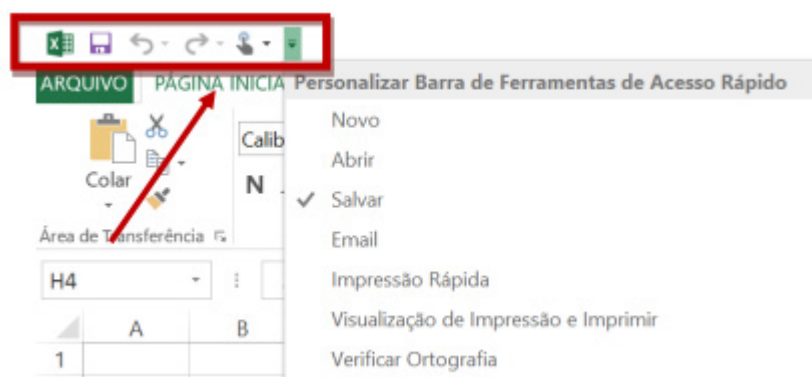 ARQUIVO PÁGINA INICIA
Personalizar Barra de Ferramentas de Acesso Rápido
Novo
Abrir
Salvar
Email
Impressão Rápida
Visualização de Impressão e Imprimir
Verificar Ortografia
Colar
Calib
N
Área de Transferência
H4
A B
1